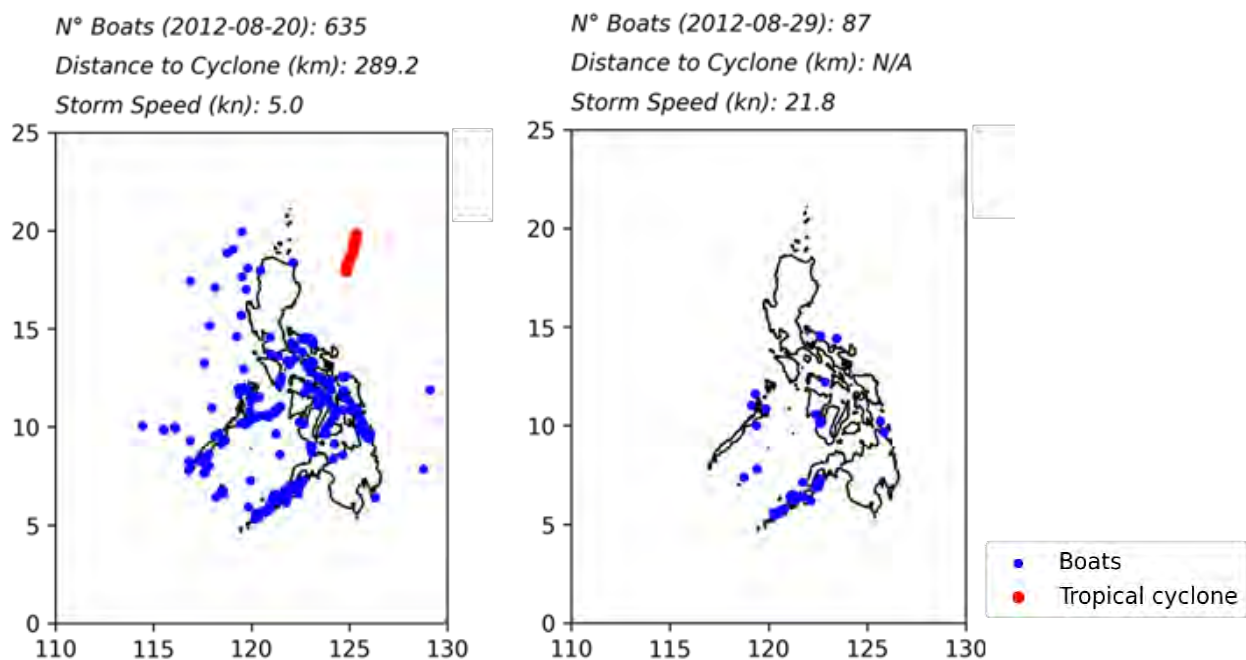 N° Boats (2012-08-20): 635
Distance to Cyclone (km): 289.2
Storm Speed (kn): 5.0
25
20
15
10
5
0
110 115 120 125 130
N° Boats (2012-08-29): 87
Distance to Cyclone (km): N/A
Storm Speed (kn): 21.8
25
20
15
10
5
0
110 115 120 125 130
Boats
Tropical cyclone